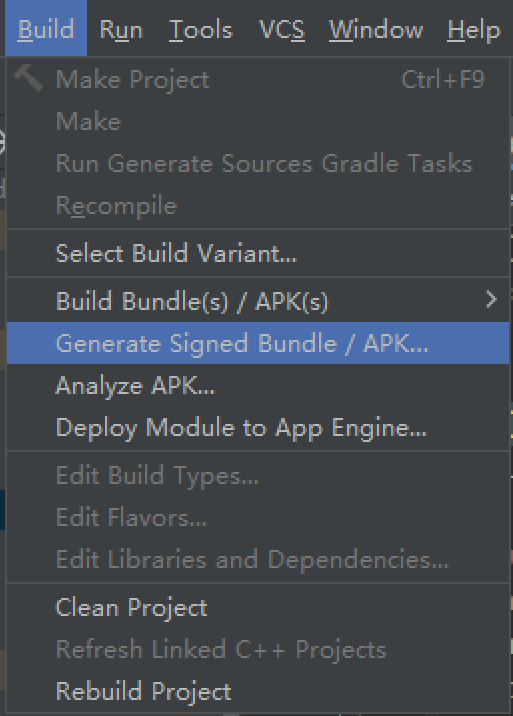 Build Run Tools VCS Window Help
Make Project Ctrl+F9
Make
Run Generate Sources Gradle Tasks
Recompile
Select Build Variant...
Build Bundle(s) / APK(s)
Generate Signed Bundle / APK...
Analyze APK...
Deploy Module to App Engine...
Edit Build Types...
Edit Flavors...
Edit Libraries and Dependencies...
Clean Project
Refresh Linked C++ Projects
Rebuild Project